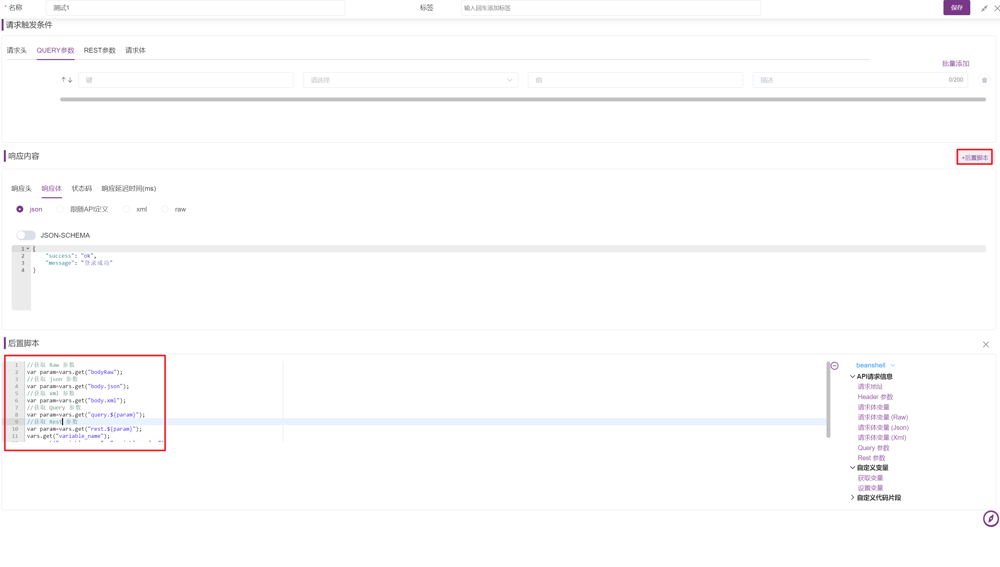 * 名称 测试1 标签 输入回车添加标签 保存
请求触发条件
请求头 QUERY参数 REST参数 请求体
批量添加
键 请选择 值 描述 0/200
响应内容 +后置脚本
响应头 响应体 状态码 响应延迟时间(ms)
json 跟随API定义 xml raw
JSON-SCHEMA
1 {
2 "success": "ok",
3 "message": "登录成功"
4 }
后置脚本
1 //获取 Raw 参数
2 var param=vars.get("bodyRaw");
3 //获取 json 参数
4 var param=vars.get("body.json");
5 //获取 xml 参数
6 var param=vars.get("body.xml");
7 //获取 Query 参数
8 var param=vars.get("query.${param}");
9 //获取 Rest 参数
10 var param=vars.get("rest.${param}");
11 vars.get("variable_name");
beanshell
API请求信息
请求地址
Header 参数
请求体变量
请求体变量 (Raw)
请求体变量 (Json)
请求体变量 (Xml)
Query 参数
Rest 参数
自定义变量
获取变量
设置变量
自定义代码片段